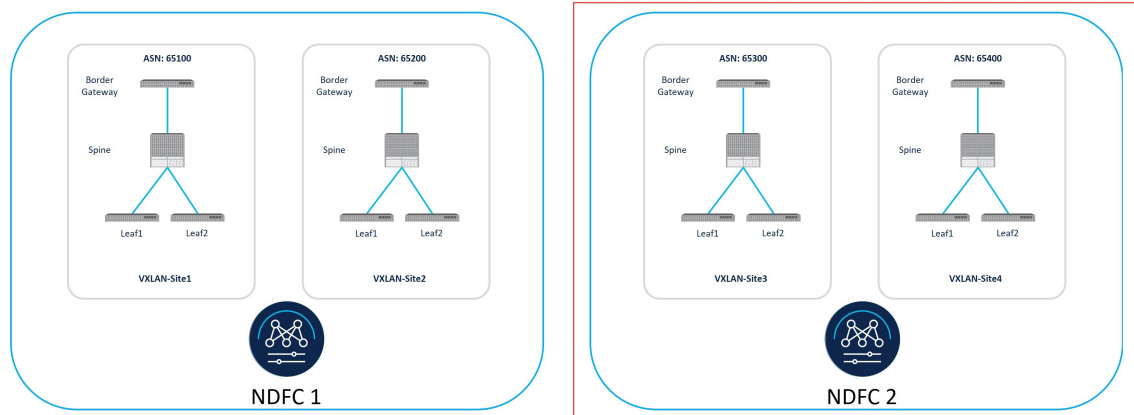 ASN: 65100
Border
Gateway
Spine
Leaf1
Leaf2
VXLAN-Site1
ASN: 65200
Border
Gateway
Spine
Leaf1
Leaf2
VXLAN-Site2
NDFC 1
ASN: 65300
Border
Gateway
Spine
Leaf1
Leaf2
VXLAN-Site3
ASN: 65400
Border
Gateway
Spine
Leaf1
Leaf2
VXLAN-Site4
NDFC 2